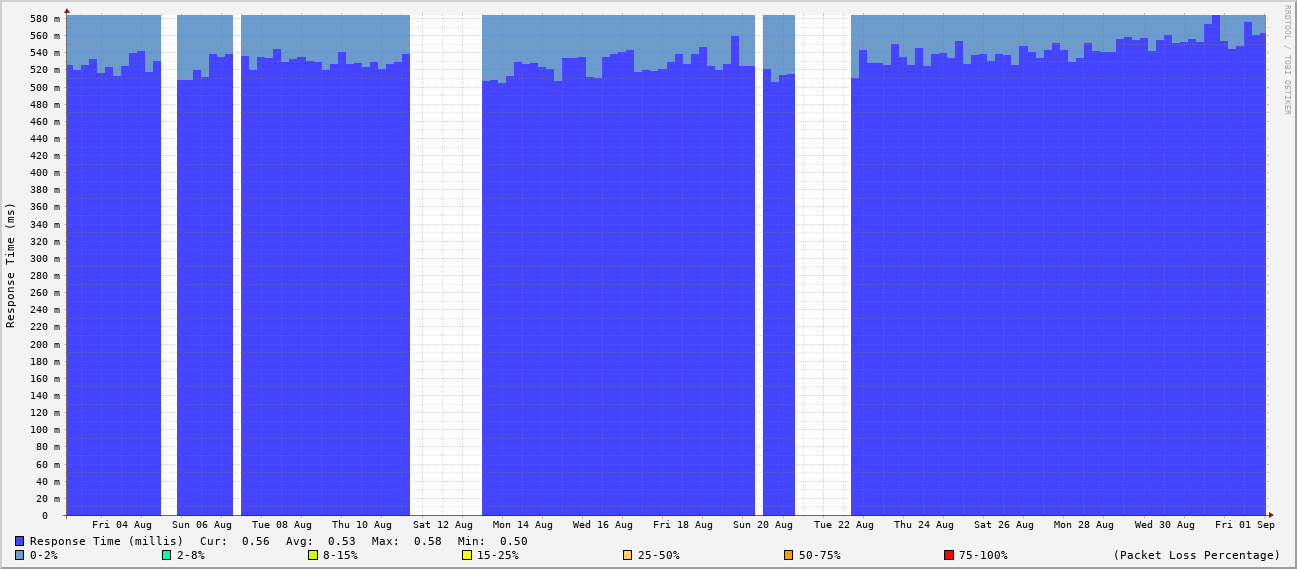 RRDTOOL / TOBI OETIKER
Response Time (ms)
580 m
560 m
540 m
520 m
500 m
480 m
460 m
440 m
420 m
400 m
380 m
360 m
340 m
320 m
300 m
280 m
260 m
240 m
220 m
200 m
180 m
160 m
140 m
120 m
100 m
80 m
60 m
40 m
20 m
0
Fri 04 Aug Sun 06 Aug Tue 08 Aug Thu 10 Aug Sat 12 Aug Mon 14 Aug Wed 16 Aug Fri 18 Aug Sun 20 Aug Tue 22 Aug Thu 24 Aug Sat 26 Aug Mon 28 Aug Wed 30 Aug Fri 01 Sep
Response Time (millis) Cur: 0.56 Avg: 0.53 Max: 0.58 Min: 0.50
0-2% 2-8% 8-15% 15-25% 25-50% 50-75% 75-100% (Packet Loss Percentage)